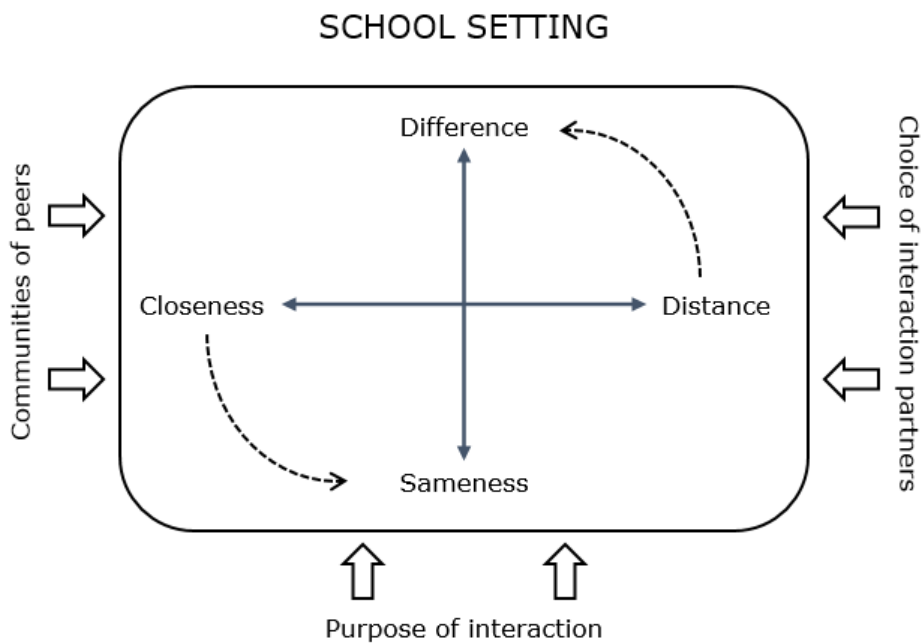 SCHOOL SETTING
Difference
Communities of peers
Choice of interaction partners
Closeness
Distance
Sameness
Purpose of interaction